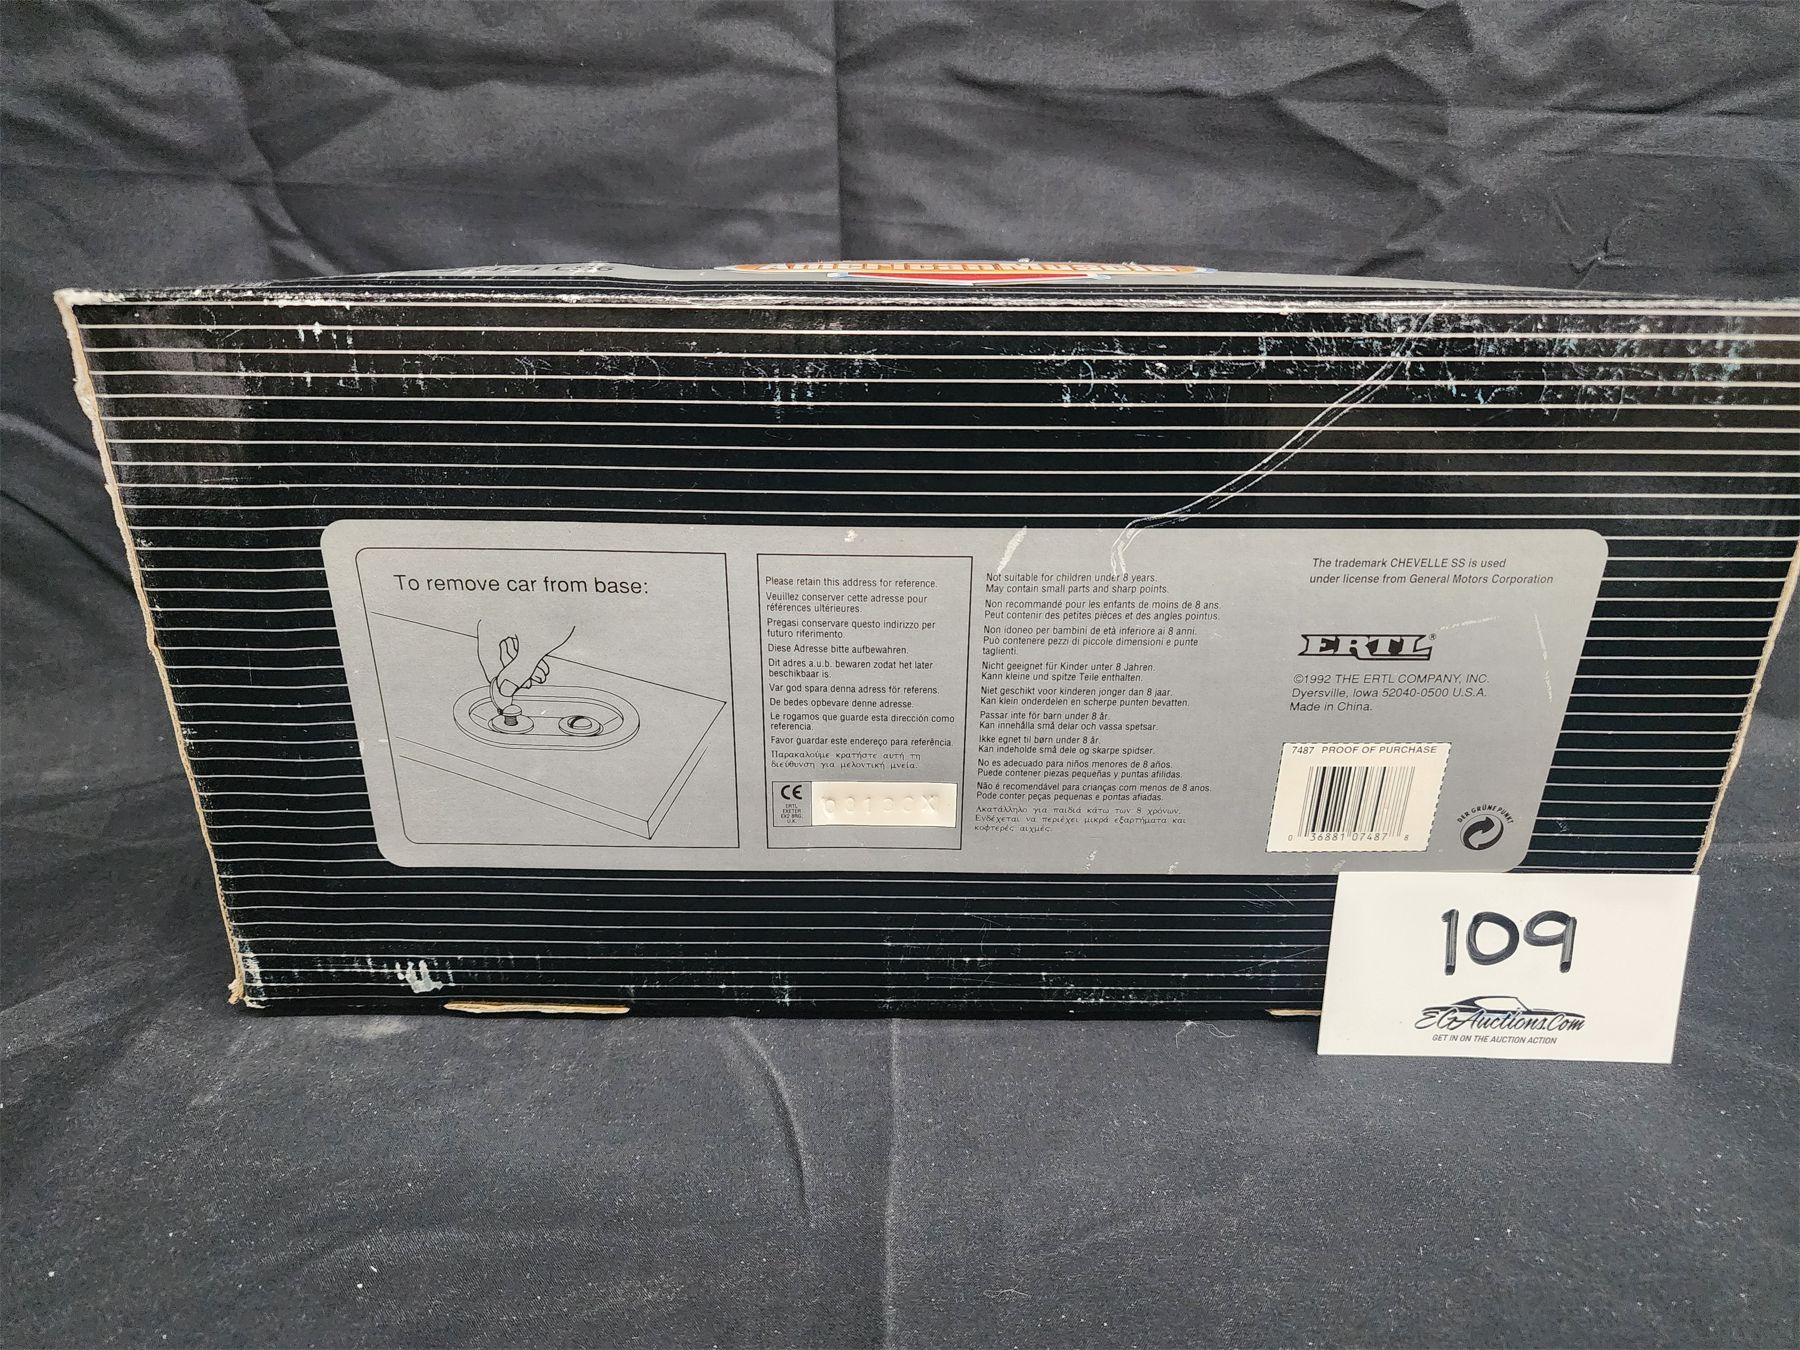 American Muscle
To remove car from base:
Please retain this address for reference.
Veuillez conserver cette adresse pour
références ultérieures.
Pregasi conservare questo indirizzo per
futuro riferimento.
Diese Adresse bitte aufbewahren.
Dit adres a.u.b. bewaren zodat het later
beschikbaar is.
Var god spara denna adress för referens.
De bedes opbevare denne adresse.
Le rogamos que guarde esta dirección como
referencia.
Favor guardar este endereço para referência.
Παρακαλούμε κρατήστε αυτή τη
διεύθυνση για μελοντική μνεία.
CE
ERTL
EXETER
EX2 8RG.
U.K.
Not suitable for children under 8 years.
May contain small parts and sharp points.
Non recommandé pour les enfants de moins de 8 ans.
Peut contenir des petites pièces et des angles pointus.
Non idoneo per bambini de età inferiore ai 8 anni.
Può contenere pezzi di piccole dimensioni e punte
taglienti.
Nicht geeignet für Kinder unter 8 Jahren.
Kann kleine und spitze Teile enthalten.
Niet geschikt voor kinderen jonger dan 8 jaar.
Kan klein onderdelen en scherpe punten bevatten.
Passar inte för barn under 8 år.
Kan innehålla små delar och vassa spetsar.
Ikke egnet til børn under 8 år.
Kan indeholde små dele og skarpe spidser.
No es adecuado para niños menores de 8 años.
Puede contener piezas pequeñas y puntas afilidas.
Não é recomendável para crianças com menos de 8 anos.
Pode conter peças pequenas e pontas afiadas.
Ακατάλληλο για παιδιά κάτω των 8 χρόνων.
Ενδέχεται να περιέχει μικρά εξαρτήματα και
κοφτερές αιχμές.
The trademark CHEVELLE SS is used
under license from General Motors Corporation
ERTL®
©1992 THE ERTL COMPANY, INC.
Dyersville, Iowa 52040-0500 U.S.A.
Made in China.
7487 PROOF OF PURCHASE
0 36881 07487 8
DER GRÜNE PUNKT
109
EGAuctions.Com
GET IN ON THE AUCTION ACTION